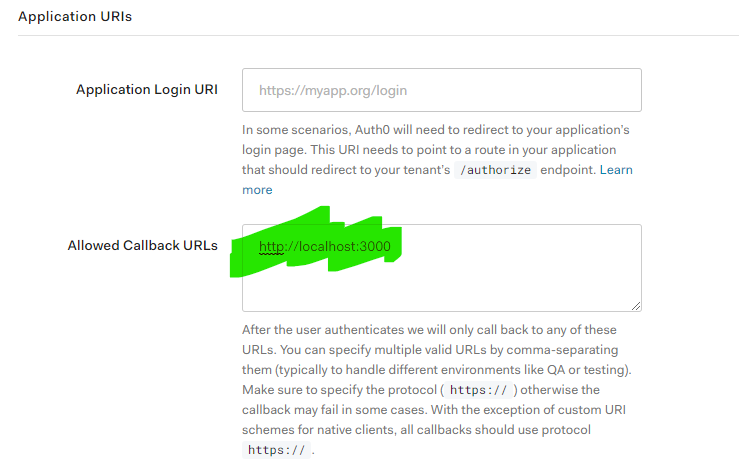 Application URIs
Application Login URI
https://myapp.org/login
In some scenarios, Auth0 will need to redirect to your application's
login page. This URI needs to point to a route in your application
that should redirect to your tenant's /authorize endpoint. Learn
more
Allowed Callback URLs
http://localhost:3000
After the user authenticates we will only call back to any of these
URLs. You can specify multiple valid URLs by comma-separating
them (typically to handle different environments like QA or testing).
Make sure to specify the protocol ( https:// ) otherwise the
callback may fail in some cases. With the exception of custom URI
schemes for native clients, all callbacks should use protocol
https:// .